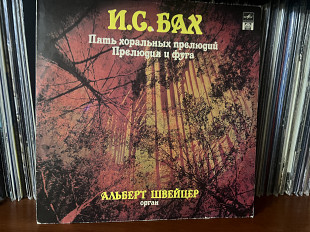 И.С. БАХ
Пять хоральных прелюдий
Прелюдия и фуга
АЛЬБЕРТ ШВЕЙЦЕР
орган